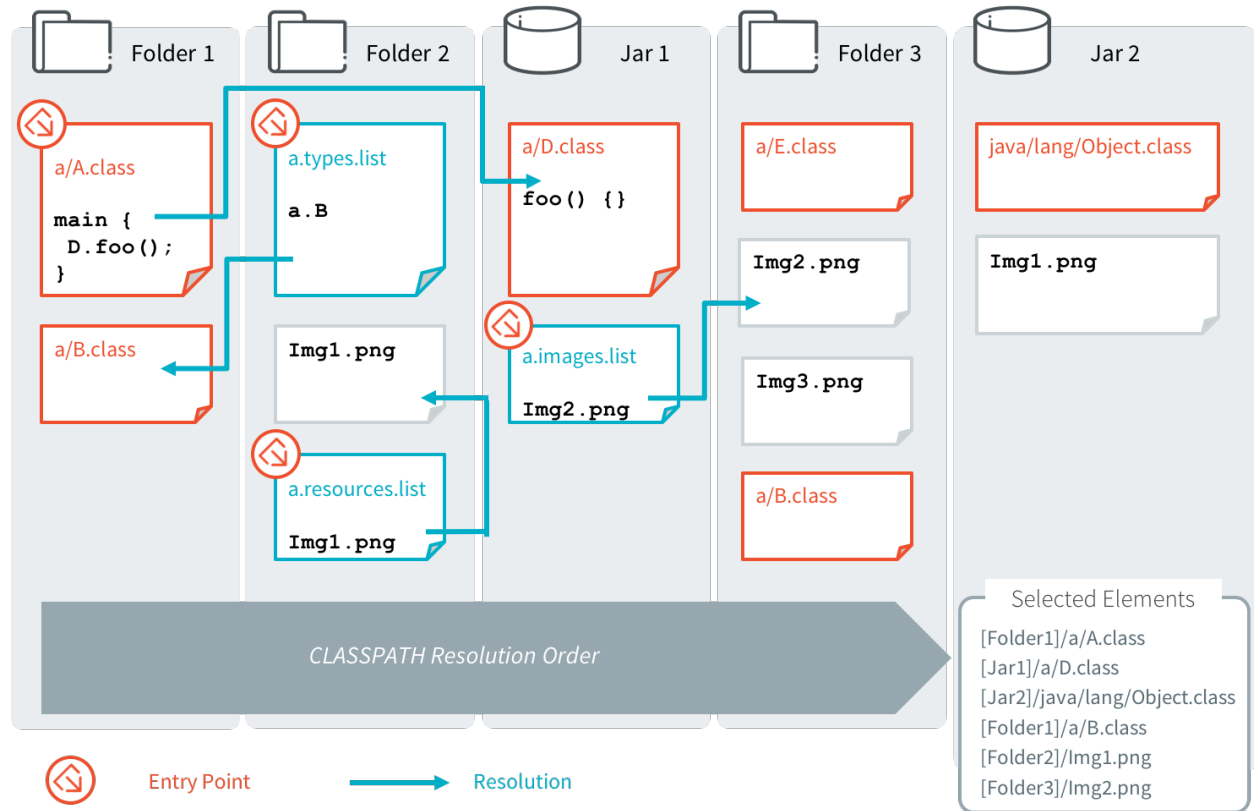 Folder 1
Folder 2
Jar 1
Folder 3
Jar 2
a/A.class
main {
D.foo();
}
a/B.class
a.types.list
a.B
Img1.png
a.resources.list
Img1.png
a/D.class
foo() {}
a.images.list
Img2.png
a/E.class
Img2.png
Img3.png
a/B.class
java/lang/Object.class
Img1.png
CLASSPATH Resolution Order
Selected Elements
[Folder1]/a/A.class
[Jar1]/a/D.class
[Jar2]/java/lang/Object.class
[Folder1]/a/B.class
[Folder2]/Img1.png
[Folder3]/Img2.png
Entry Point
Resolution